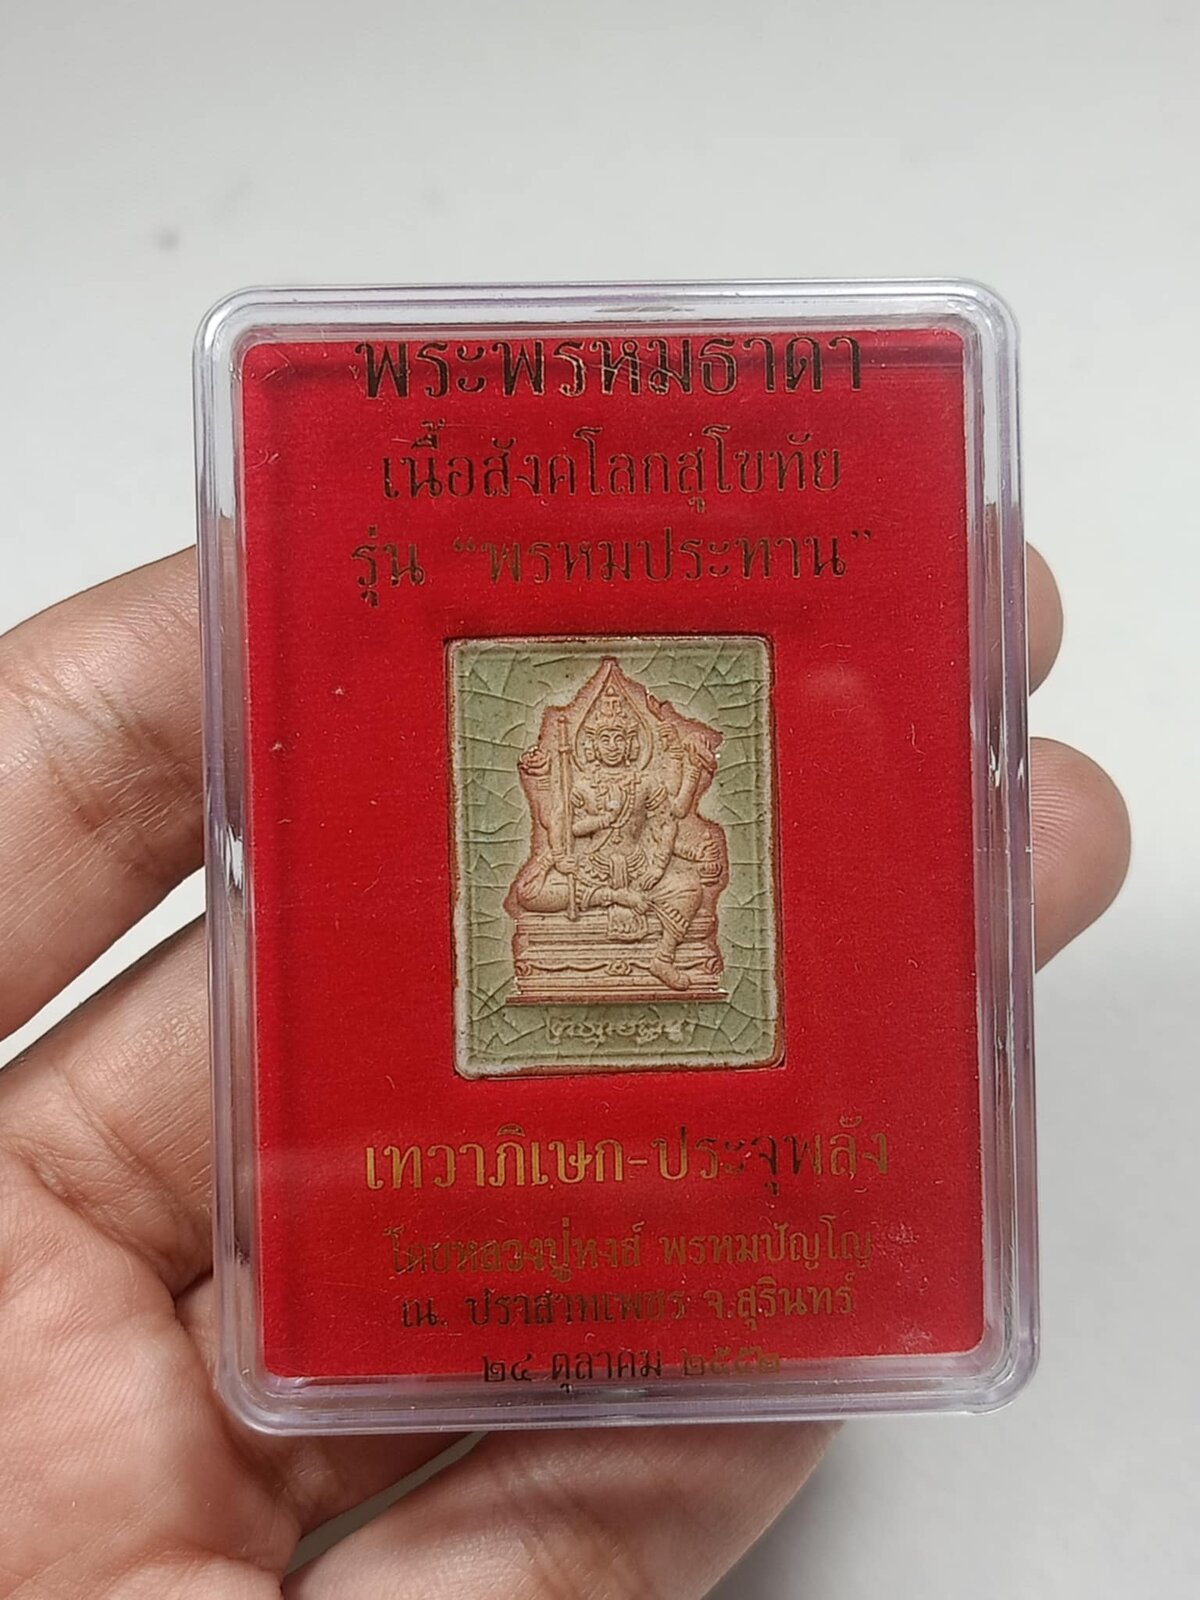 พระพรหมธาดา
เนื้อสังคโลกสุโขทัย
รุ่น “พรหมประทาน”
เทวาภิเษก-ประจุพลัง
โดยหลวงปู่หงส์ พรหมปัญโญ
ณ. ปราสาทเพชร จ.สุรินทร์
๒๔ ตุลาคม ๒๕๕๒